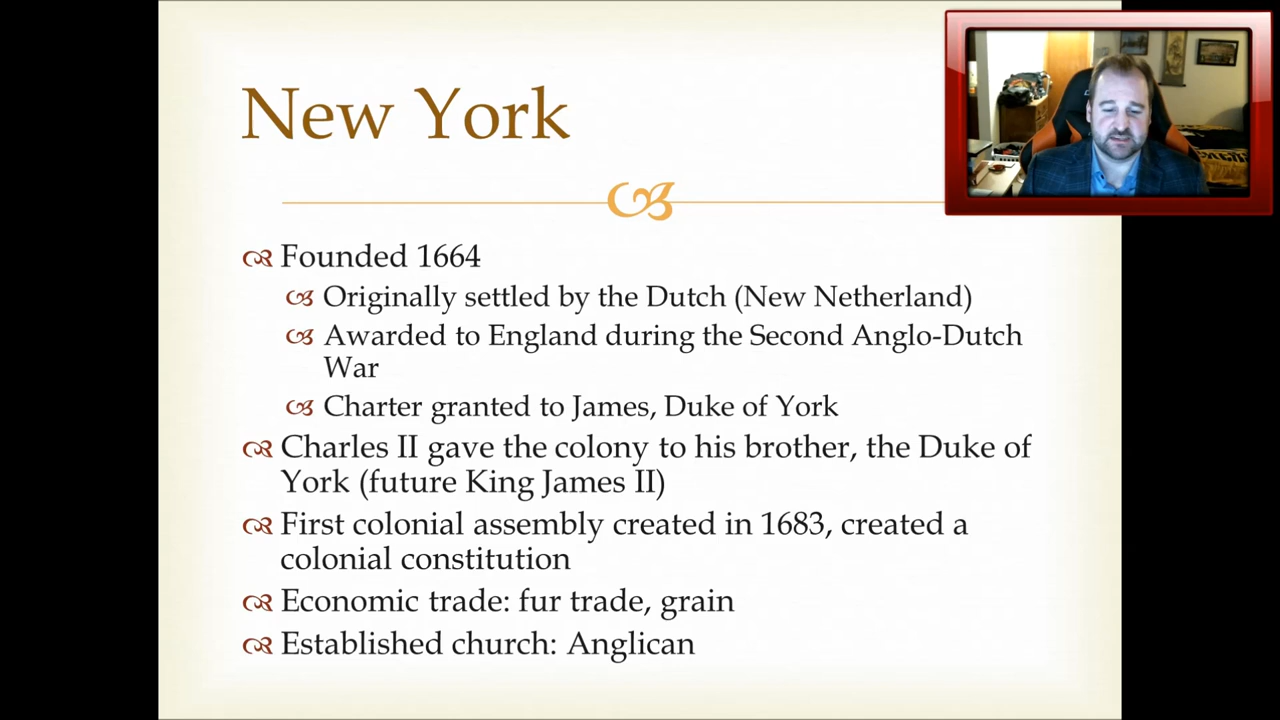 New York
Founded 1664
Originally settled by the Dutch (New Netherland)
Awarded to England during the Second Anglo-Dutch
War
Charter granted to James, Duke of York
Charles II gave the colony to his brother, the Duke of
York (future King James II)
First colonial assembly created in 1683, created a
colonial constitution
Economic trade: fur trade, grain
Established church: Anglican